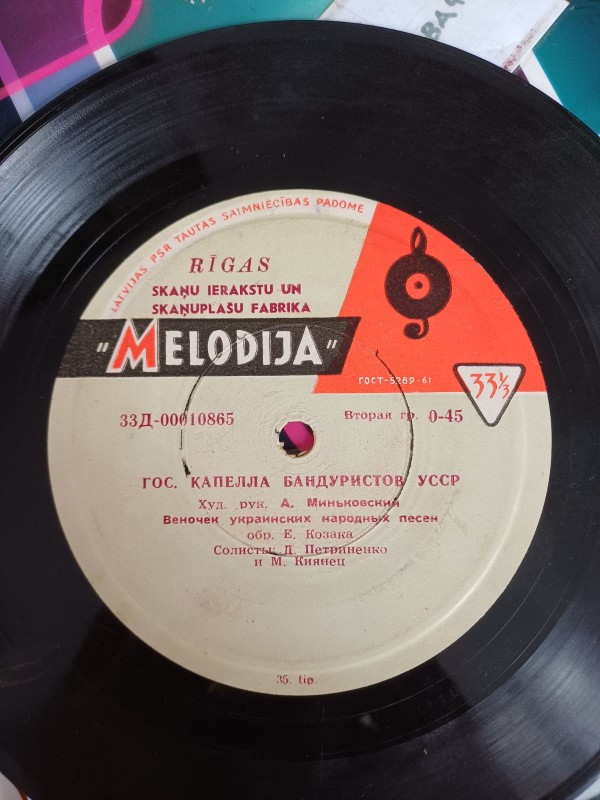 LATVIJAS PSR TAUTAS SAIMNIECĪBAS PADOME
RĪGAS
SKAŅU IERAKSTU UN
SKAŅUPLAŠU FABRIKA
"MELODIJA"
ГОСТ-5289-61
33⅓
33Д-00010865
Вторая гр. 0-45
ГОС. КАПЕЛЛА БАНДУРИСТОВ УССР
Худ. рук. А. Миньковский
Веночек украинских народных песен
обр. Е. Козака
Солисты: Д. Петриненко
и М. Киянец
35. tip.